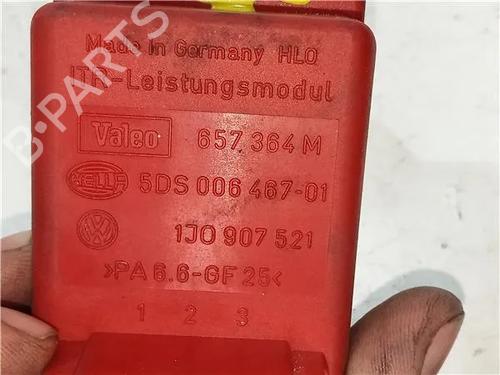 Made in Germany HLO
ITR-Leistungsmodul
Valeo 657 364 M
HELLA 5DS 006 467-01
1J0 907 521
>PA 6.6-GF 25<
1 2 3
B-PARTS